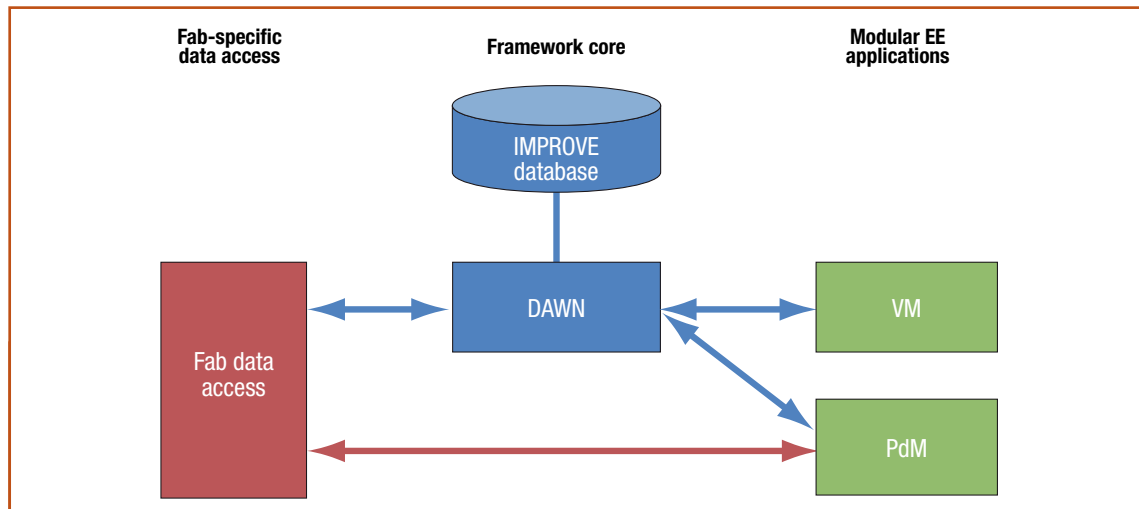 Fab-specific
data access
Framework core
Modular EE
applications
IMPROVE
database
DAWN
VM
Fab data
access
PdM